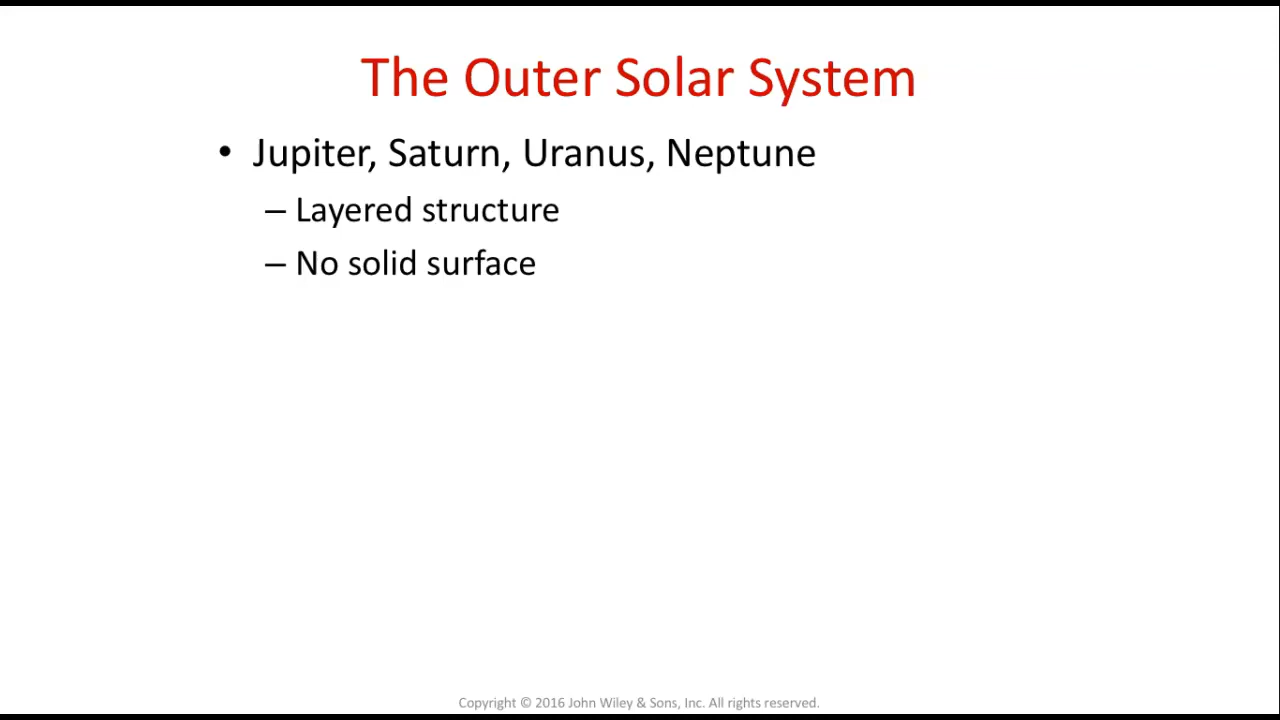 The Outer Solar System
• Jupiter, Saturn, Uranus, Neptune
– Layered structure
– No solid surface
Copyright © 2016 John Wiley & Sons, Inc. All rights reserved.